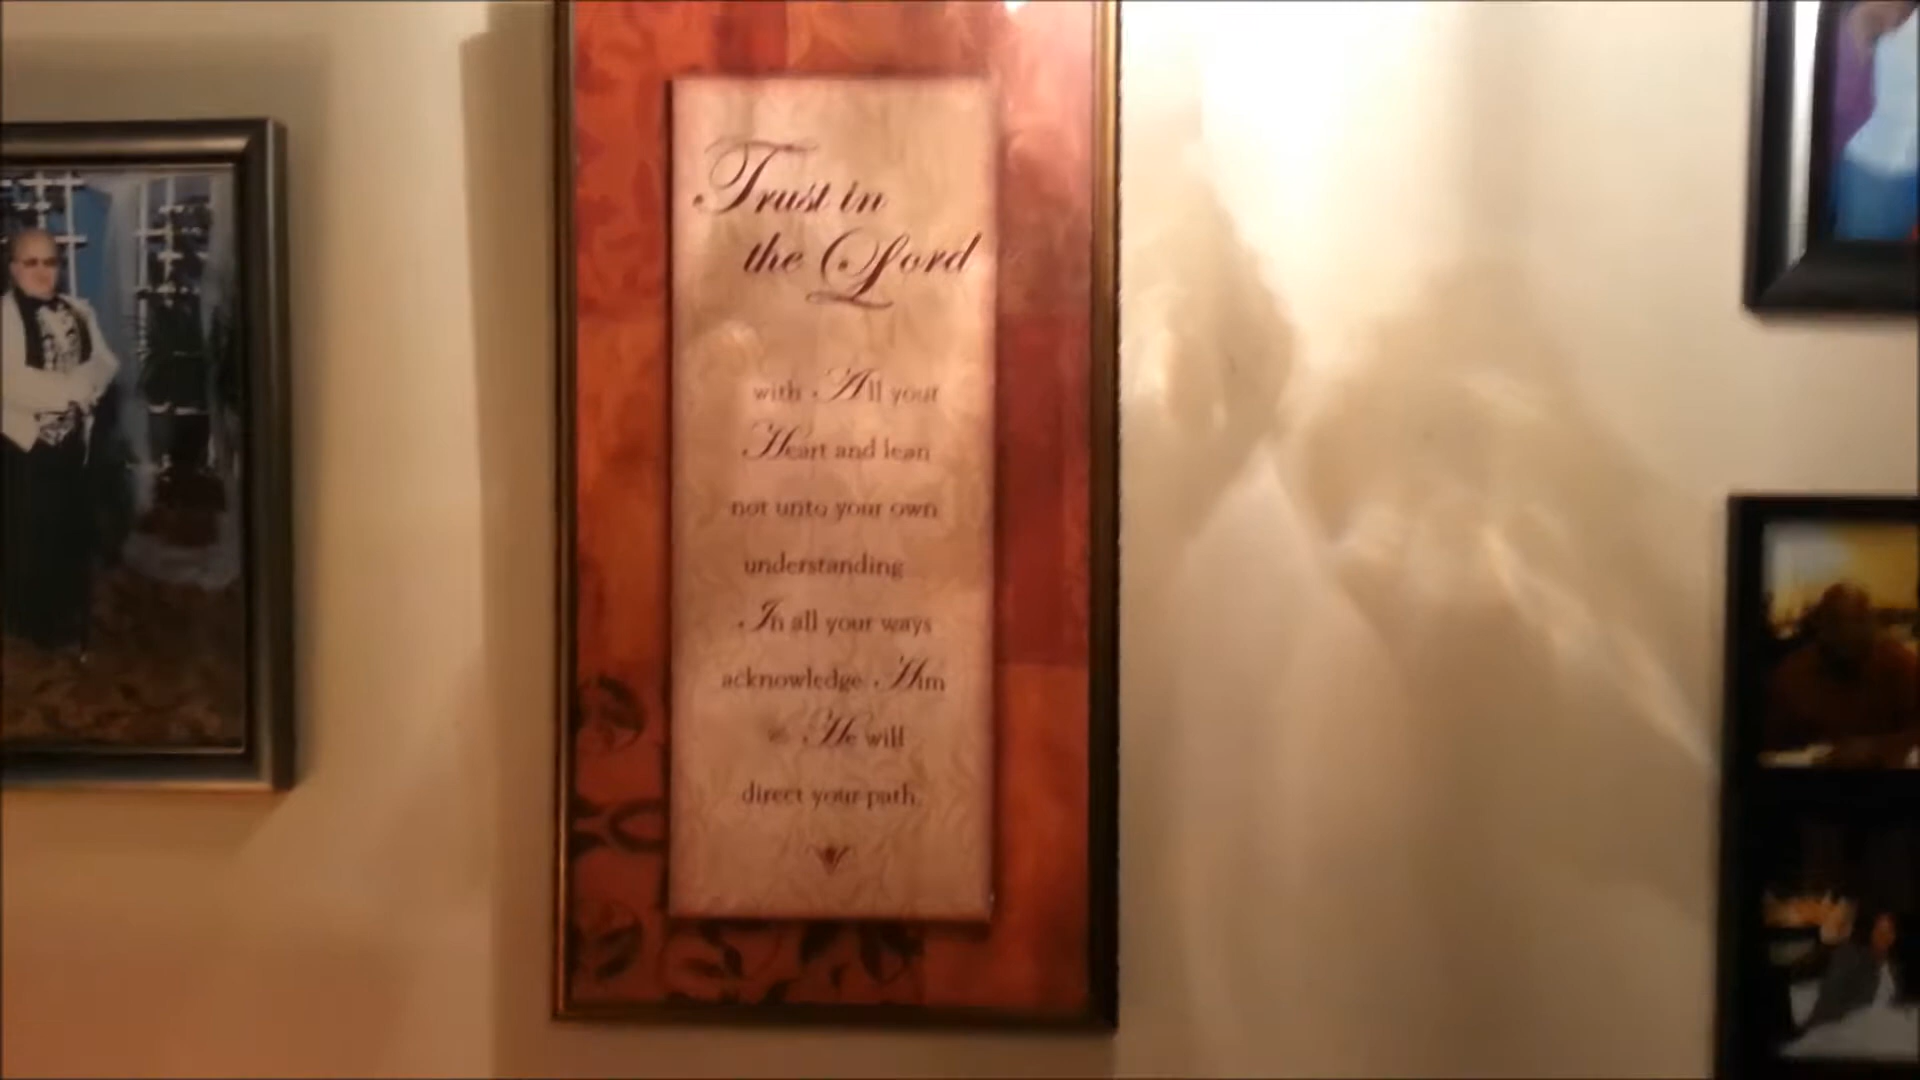 Trust in
the Lord
with All your
Heart and lean
not unto your own
understanding
In all your ways
acknowledge Him
& He will
direct your path.